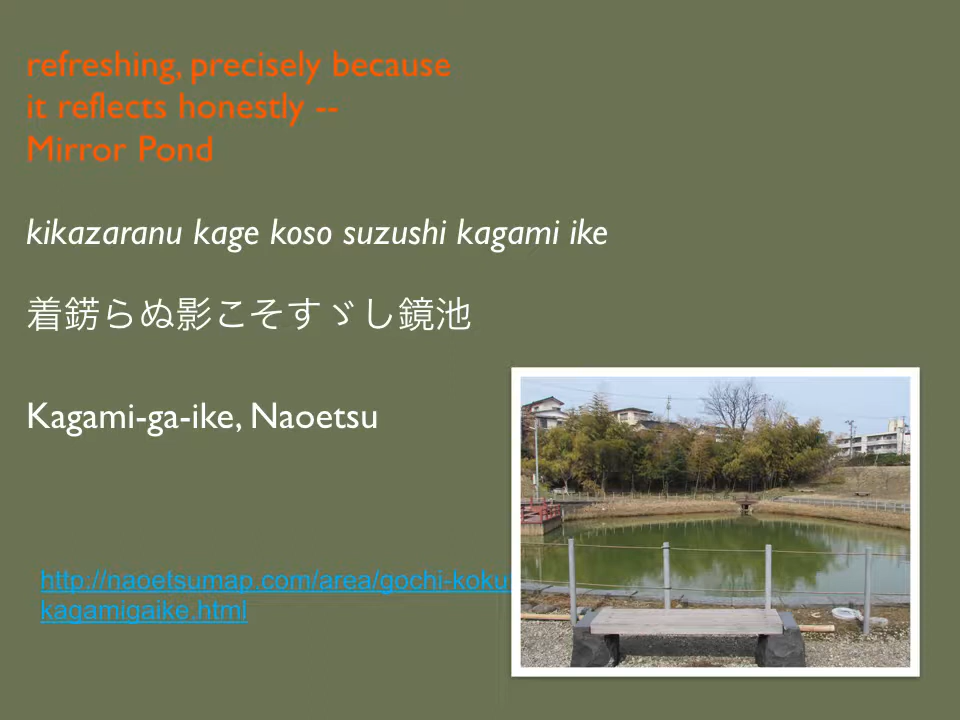 refreshing, precisely because
it reflects honestly --
Mirror Pond
kikazaranu kage koso suzushi kagami ike
着錺らぬ影こそすゞし鏡池
Kagami-ga-ike, Naoetsu
http://naoetsumap.com/area/gochi-koku
kagamigaike.html